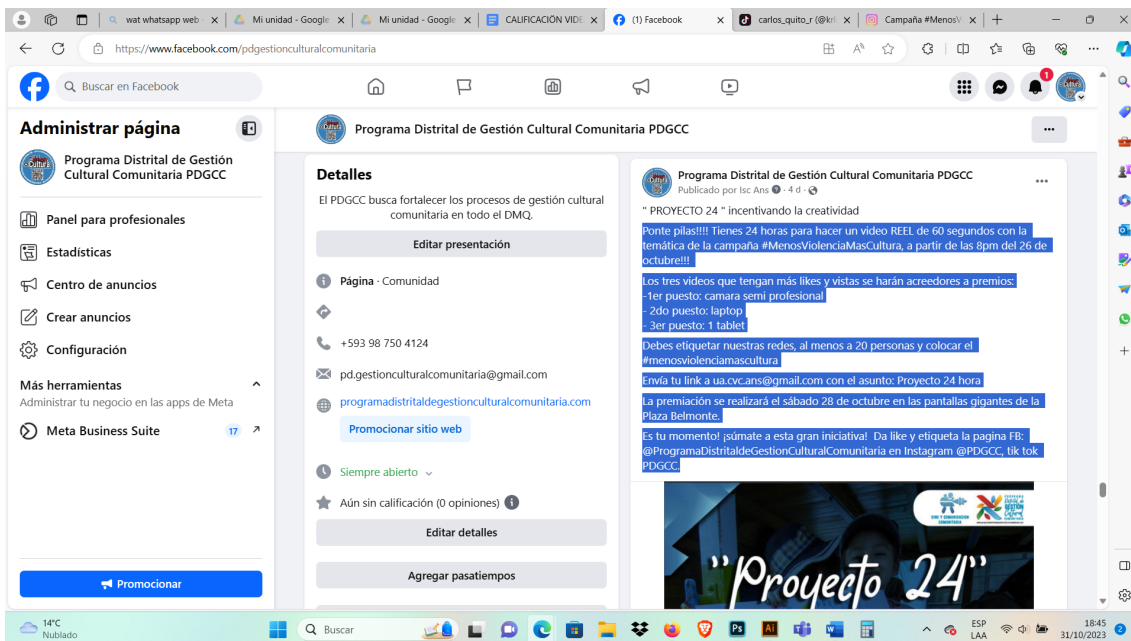 wat whatsapp web
Mi unidad - Google
Mi unidad - Google
CALIFICACIÓN VIDE
(1) Facebook
carlos_quito_r (@kri
Campaña #MenosV
https://www.facebook.com/pdgestionculturalcomunitaria
Buscar en Facebook
1
Administrar página
Programa Distrital de Gestión
Cultural Comunitaria PDGCC
Panel para profesionales
Estadísticas
Centro de anuncios
Crear anuncios
Configuración
Más herramientas
Administrar tu negocio en las apps de Meta
Meta Business Suite
17
Promocionar
Programa Distrital de Gestión Cultural Comunitaria PDGCC
Detalles
El PDGCC busca fortalecer los procesos de gestión cultural
comunitaria en todo el DMQ.
Editar presentación
Página · Comunidad
+593 98 750 4124
pd.gestionculturalcomunitaria@gmail.com
programadistritaldegestionculturalcomunitaria.com
Promocionar sitio web
Siempre abierto
Aún sin calificación (0 opiniones)
Editar detalles
Agregar pasatiempos
Programa Distrital de Gestión Cultural Comunitaria PDGCC
Publicado por Isc Ans · 4 d ·
" PROYECTO 24 " incentivando la creatividad
Ponte pilas!!!! Tienes 24 horas para hacer un video REEL de 60 segundos con la
temática de la campaña #MenosViolenciaMasCultura, a partir de las 8pm del 26 de
octubre!!!
Los tres videos que tengan más likes y vistas se harán acreedores a premios:
-1er puesto: camara semi profesional
- 2do puesto: laptop
- 3er puesto: 1 tablet
Debes etiquetar nuestras redes, al menos a 20 personas y colocar el
#menosviolenciamascultura
Envía tu link a ua.cvc.ans@gmail.com con el asunto: Proyecto 24 hora
La premiación se realizará el sábado 28 de octubre en las pantallas gigantes de la
Plaza Belmonte.
Es tu momento! ¡súmate a esta gran iniciativa! Da like y etiqueta la pagina FB:
@ProgramaDistritaldeGestionCulturalComunitaria en Instagram @PDGCC, tik tok
PDGCC.
"Proyecto 24"
14°C
Nublado
Buscar
ESP
LAA
18:45
31/10/2023
2